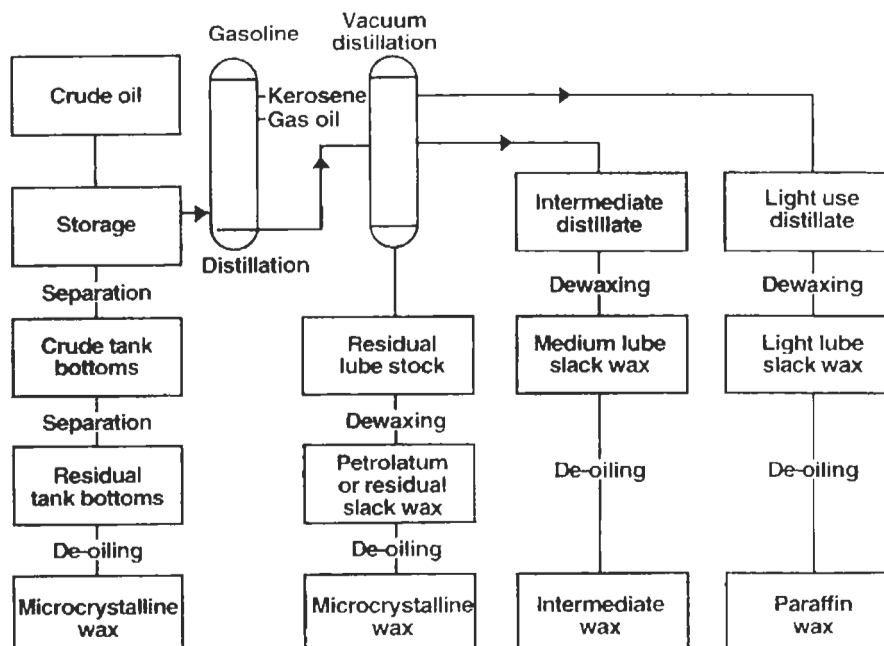 Gasoline
Vacuum
distillation
Crude oil
Kerosene
Gas oil
Storage
Distillation
Intermediate
distillate
Light use
distillate
Separation
Dewaxing
Dewaxing
Crude tank
bottoms
Residual
lube stock
Medium lube
slack wax
Light lube
slack wax
Separation
Dewaxing
Residual
tank bottoms
Petrolatum
or residual
slack wax
De-oiling
De-oiling
De-oiling
De-oiling
Microcrystalline
wax
Microcrystalline
wax
Intermediate
wax
Paraffin
wax